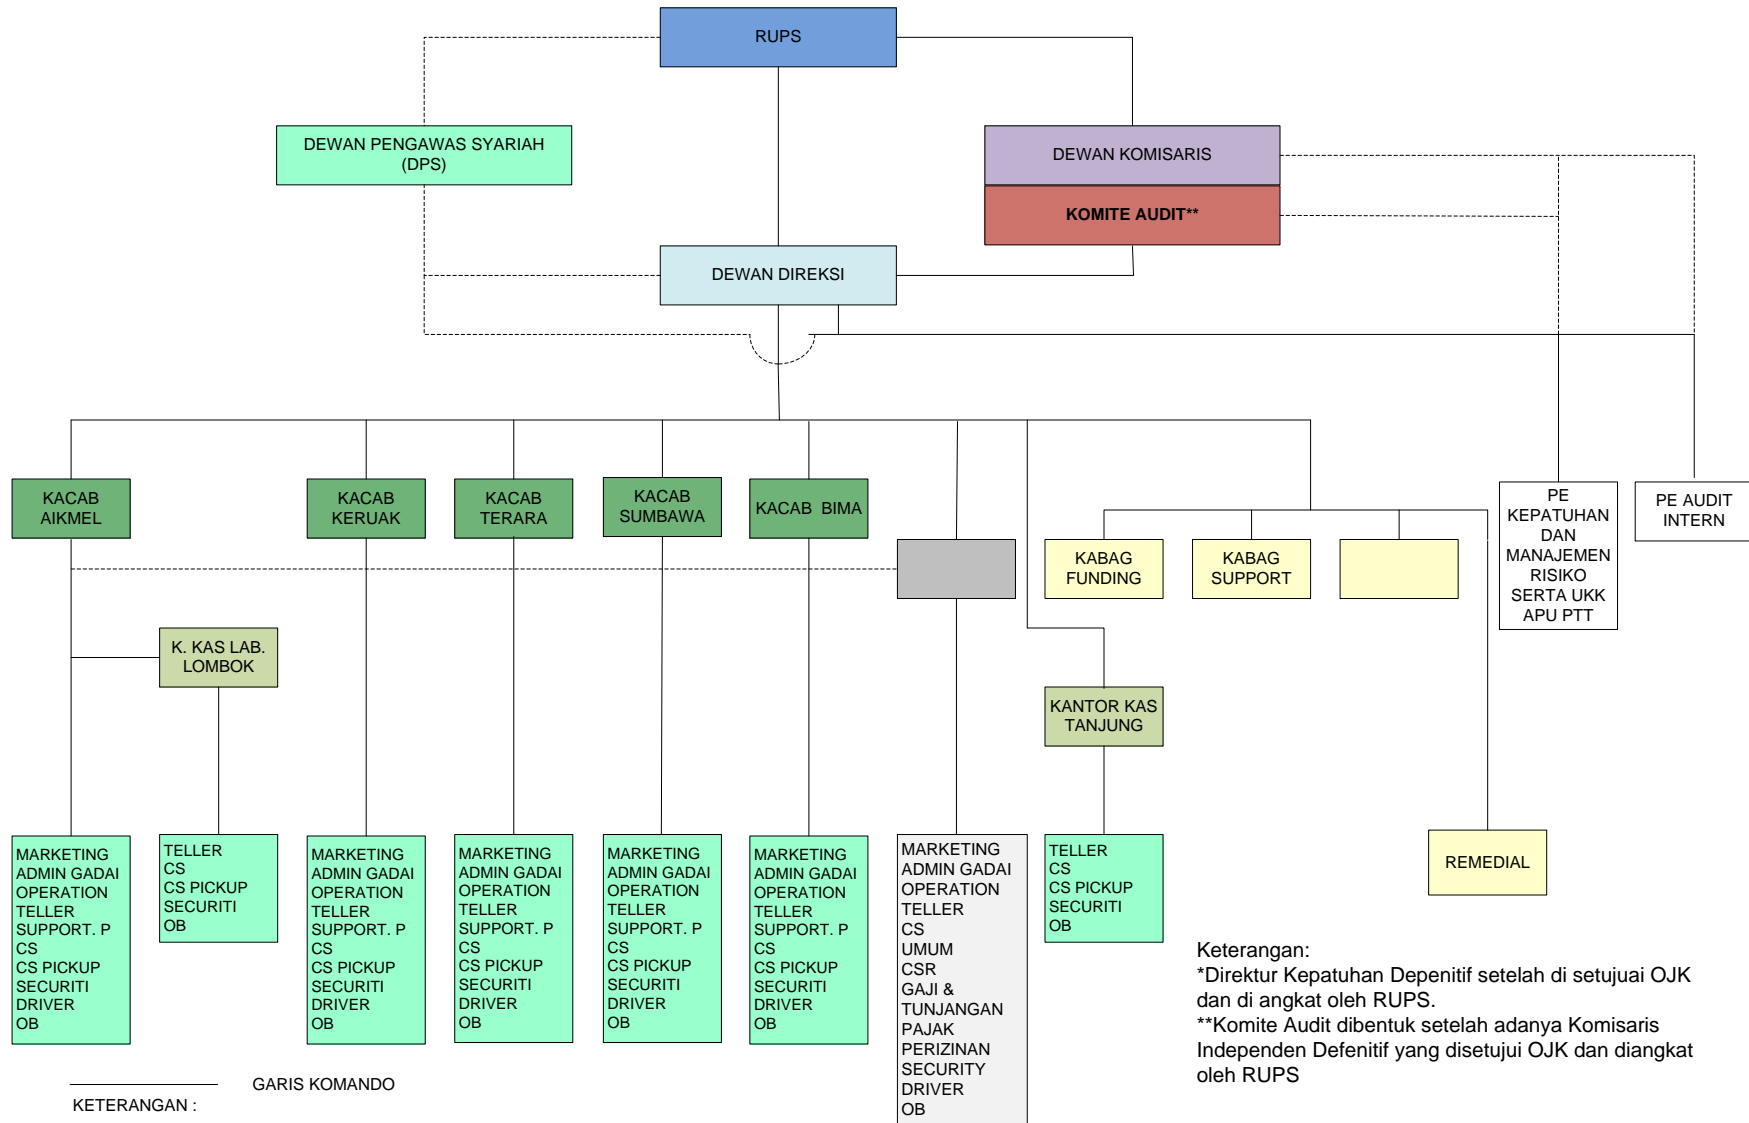 RUPS
DEWAN PENGAWAS SYARIAH
(DPS)
DEWAN KOMISARIS
KOMITE AUDIT**
DEWAN DIREKSI
KACAB
AIKMEL
KACAB
KERUAK
KACAB
TERARA
KACAB
SUMBAWA
KACAB  BIMA
KABAG
FUNDING
KABAG
SUPPORT
PE
KEPATUHAN
DAN
MANAJEMEN
RISIKO
SERTA UKK
APU PTT
PE AUDIT
INTERN
K. KAS LAB.
LOMBOK
KANTOR KAS
TANJUNG
MARKETING
ADMIN GADAI
OPERATION
TELLER
SUPPORT. P
CS
CS PICKUP
SECURITI
DRIVER
OB
TELLER
CS
CS PICKUP
SECURITI
OB
MARKETING
ADMIN GADAI
OPERATION
TELLER
SUPPORT. P
CS
CS PICKUP
SECURITI
DRIVER
OB
MARKETING
ADMIN GADAI
OPERATION
TELLER
SUPPORT. P
CS
CS PICKUP
SECURITI
DRIVER
OB
MARKETING
ADMIN GADAI
OPERATION
TELLER
SUPPORT. P
CS
CS PICKUP
SECURITI
DRIVER
OB
MARKETING
ADMIN GADAI
OPERATION
TELLER
SUPPORT. P
CS
CS PICKUP
SECURITI
DRIVER
OB
MARKETING
ADMIN GADAI
OPERATION
TELLER
CS
UMUM
CSR
GAJI &
TUNJANGAN
PAJAK
PERIZINAN
SECURITY
DRIVER
OB
TELLER
CS
CS PICKUP
SECURITI
OB
REMEDIAL
Keterangan:
*Direktur Kepatuhan Depenitif setelah di setujuai OJK
dan di angkat oleh RUPS.
**Komite Audit dibentuk setelah adanya Komisaris
Independen Defenitif yang disetujui OJK dan diangkat
oleh RUPS
GARIS KOMANDO
KETERANGAN :